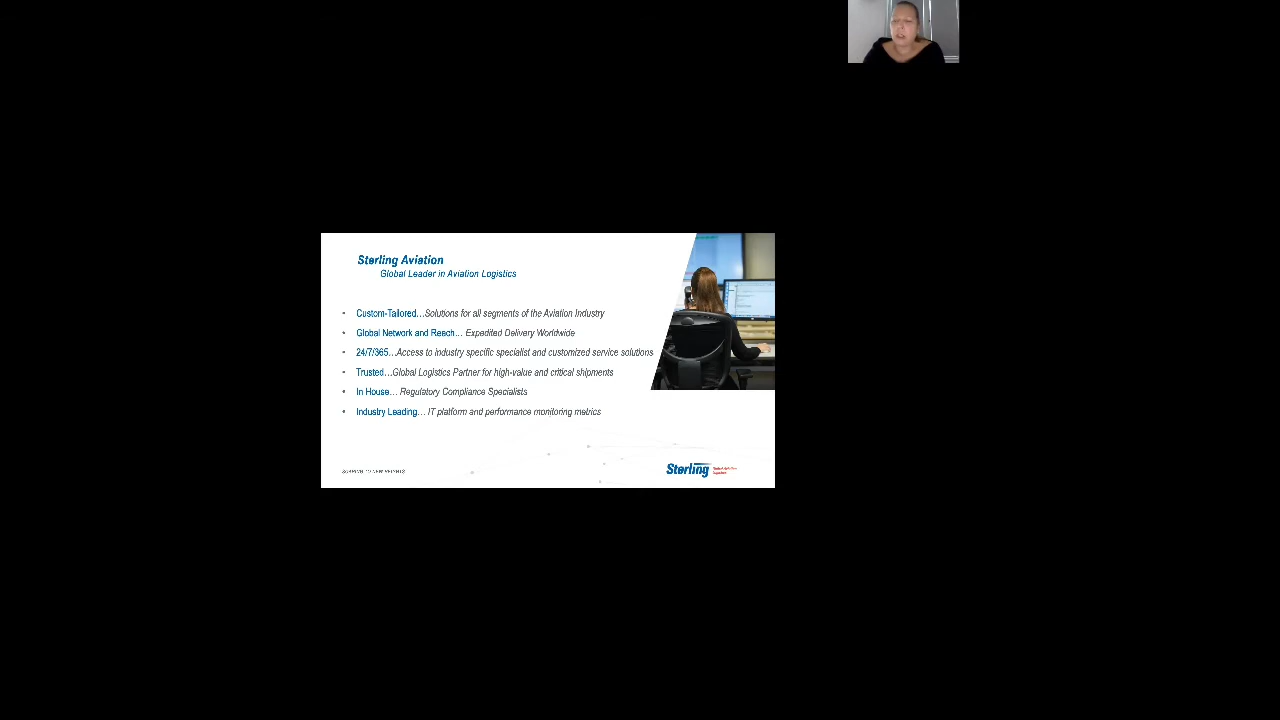 Sterling Aviation
Global Leader in Aviation Logistics
• Custom-Tailored…Solutions for all segments of the Aviation Industry
• Global Network and Reach… Expedited Delivery Worldwide
• 24/7/365…Access to industry specific specialist and customized service solutions
• Trusted…Global Logistics Partner for high-value and critical shipments
• In House… Regulatory Compliance Specialists
• Industry Leading… IT platform and performance monitoring metrics
Sterling